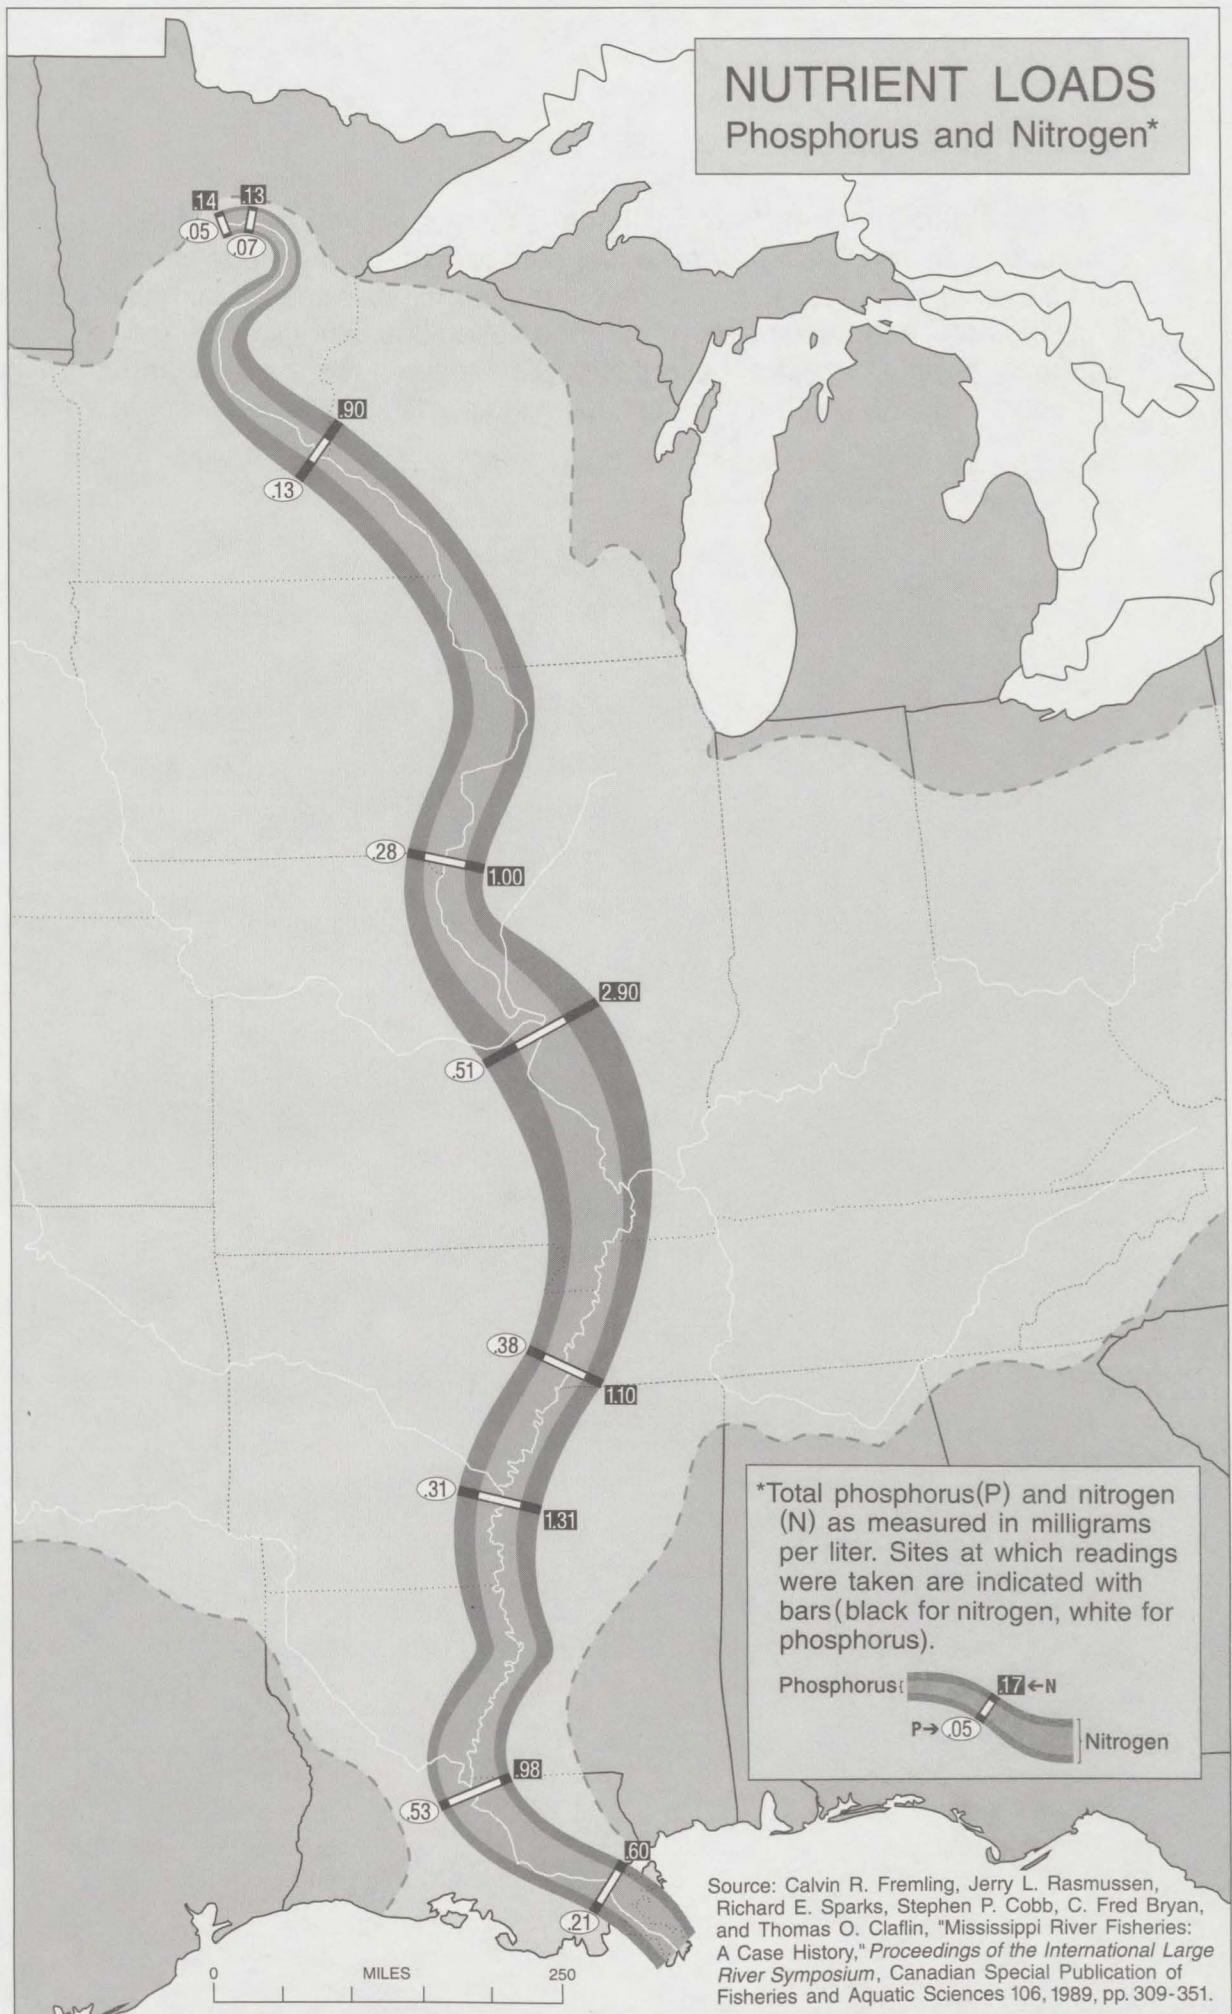 NUTRIENT LOADS
Phosphorus and Nitrogen*
.14
.13
.05
.07
.90
.13
.28
1.00
2.90
.51
.38
1.10
.31
1.31
*Total phosphorus(P) and nitrogen
(N) as measured in milligrams
per liter. Sites at which readings
were taken are indicated with
bars(black for nitrogen, white for
phosphorus).
Phosphorus{
.17 ←N
P→ .05
Nitrogen
.98
.53
.60
.21
Source: Calvin R. Fremling, Jerry L. Rasmussen,
Richard E. Sparks, Stephen P. Cobb, C. Fred Bryan,
and Thomas O. Claflin, "Mississippi River Fisheries:
A Case History," Proceedings of the International Large
River Symposium, Canadian Special Publication of
Fisheries and Aquatic Sciences 106, 1989, pp. 309-351.
0 MILES 250